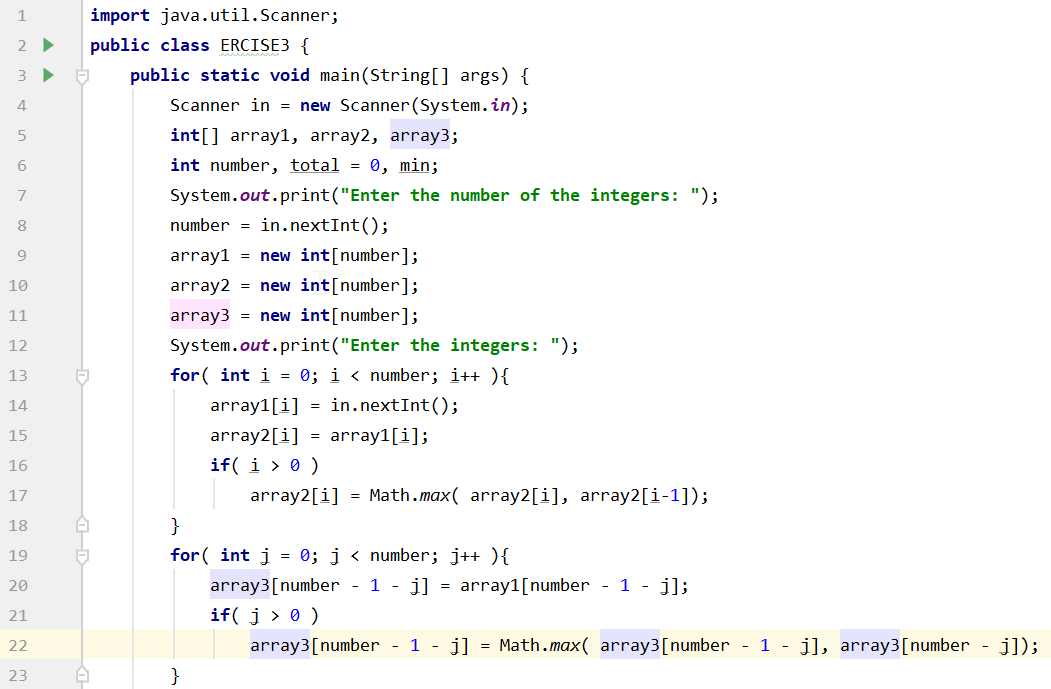 1 import java.util.Scanner;
2 public class ERCISE3 {
3 public static void main(String[] args) {
4 Scanner in = new Scanner(System.in);
5 int[] array1, array2, array3;
6 int number, total = 0, min;
7 System.out.print("Enter the number of the integers: ");
8 number = in.nextInt();
9 array1 = new int[number];
10 array2 = new int[number];
11 array3 = new int[number];
12 System.out.print("Enter the integers: ");
13 for( int i = 0; i < number; i++ ){
14 array1[i] = in.nextInt();
15 array2[i] = array1[i];
16 if( i > 0 )
17 array2[i] = Math.max( array2[i], array2[i-1]);
18 }
19 for( int j = 0; j < number; j++ ){
20 array3[number - 1 - j] = array1[number - 1 - j];
21 if( j > 0 )
22 array3[number - 1 - j] = Math.max( array3[number - 1 - j], array3[number - j]);
23 }